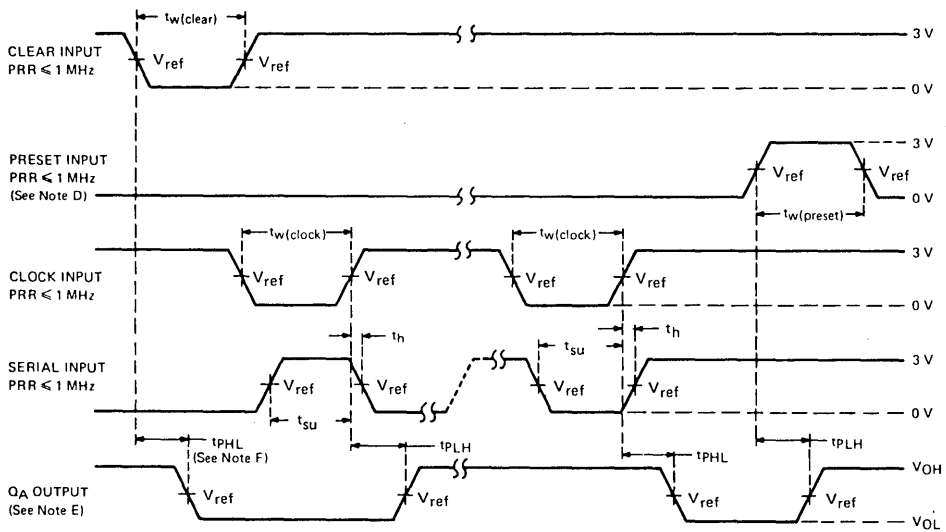 tw(clear)
CLEAR INPUT
PRR ≤ 1 MHz
Vref
Vref
3 V
0 V
PRESET INPUT
PRR ≤ 1 MHz
(See Note D)
Vref
Vref
3 V
0 V
tw(preset)
CLOCK INPUT
PRR ≤ 1 MHz
tw(clock)
tw(clock)
Vref
Vref
Vref
Vref
3 V
0 V
SERIAL INPUT
PRR ≤ 1 MHz
th
tsu
th
Vref
Vref
Vref
Vref
3 V
0 V
tsu
QA OUTPUT
(See Note E)
tPHL
(See Note F)
tPLH
tPHL
tPLH
Vref
Vref
Vref
Vref
VOH
VOL